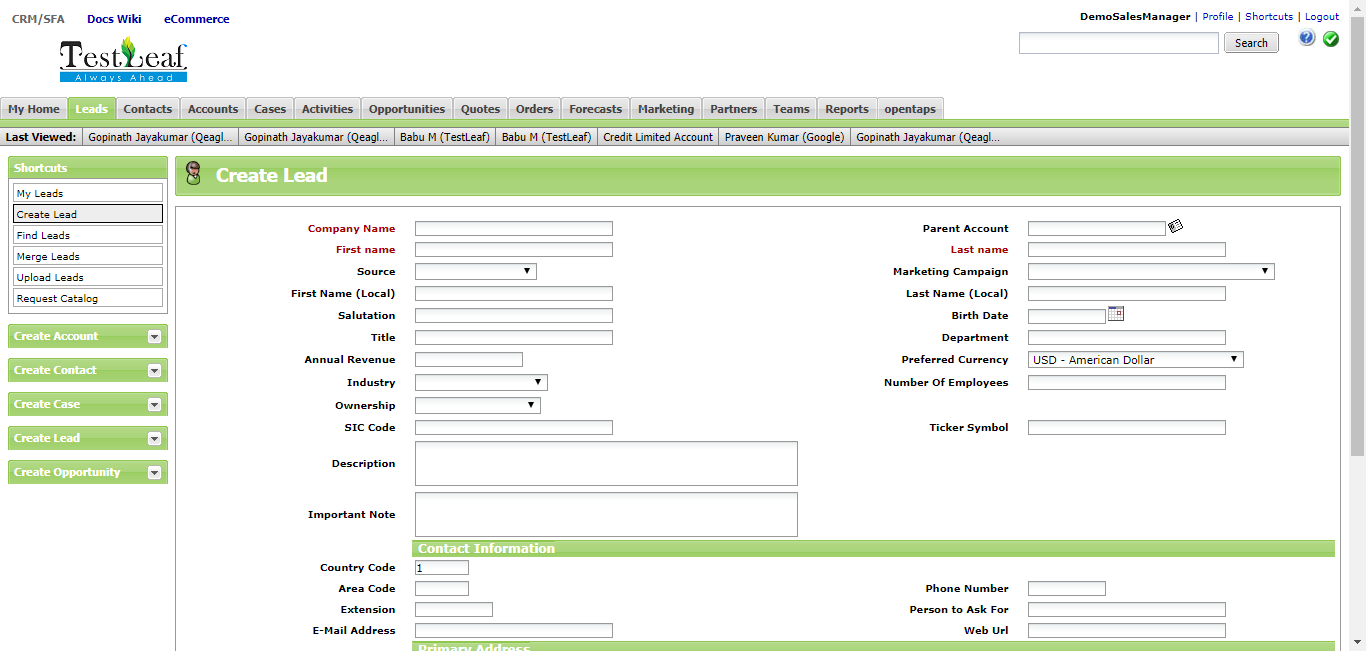 CRM/SFA Docs Wiki eCommerce
DemoSalesManager | Profile | Shortcuts | Logout
TestLeaf
Always Ahead
Search
My Home Leads Contacts Accounts Cases Activities Opportunities Quotes Orders Forecasts Marketing Partners Teams Reports opentaps
Last Viewed: Gopinath Jayakumar (Qeagl... Gopinath Jayakumar (Qeagl... Babu M (TestLeaf) Babu M (TestLeaf) Credit Limited Account Praveen Kumar (Google) Gopinath Jayakumar (Qeagl...
Shortcuts
My Leads
Create Lead
Find Leads
Merge Leads
Upload Leads
Request Catalog
Create Account
Create Contact
Create Case
Create Lead
Create Opportunity
Create Lead
Company Name Parent Account
First name Last name
Source Marketing Campaign
First Name (Local) Last Name (Local)
Salutation Birth Date
Title Department
Annual Revenue Preferred Currency USD - American Dollar
Industry Number Of Employees
Ownership
SIC Code Ticker Symbol
Description
Important Note
Contact Information
Country Code 1
Area Code Phone Number
Extension Person to Ask For
E-Mail Address Web Url
Primary Address